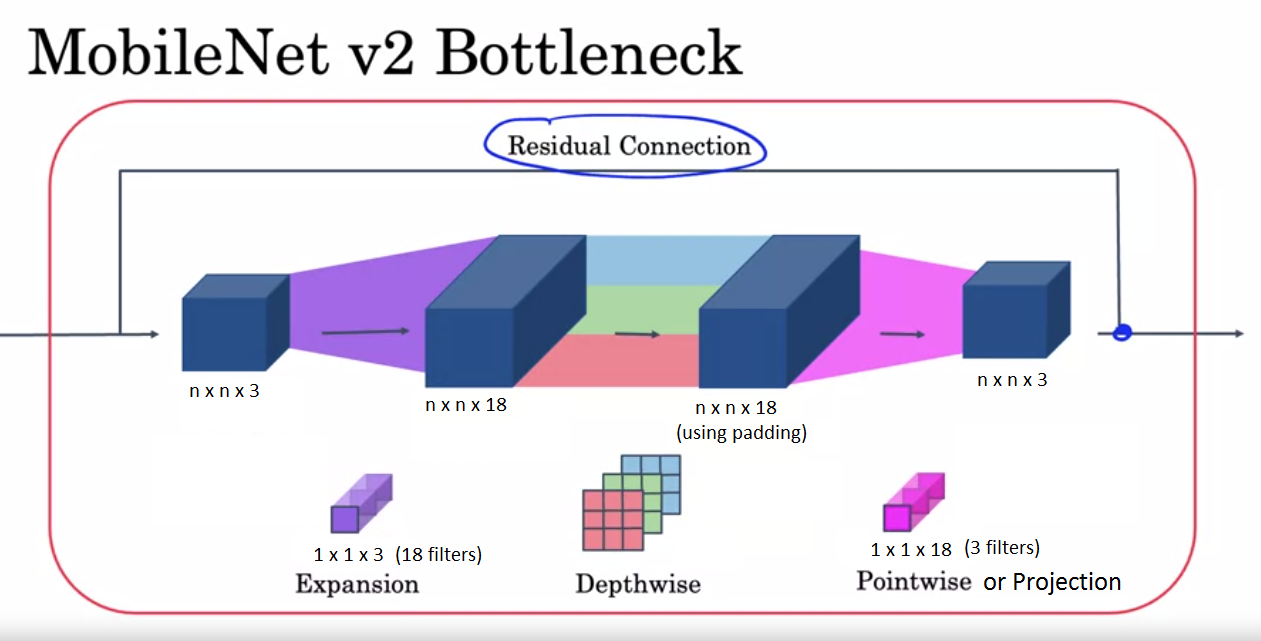 MobileNet v2 Bottleneck
Residual Connection
n x n x 3
n x n x 18
n x n x 18
(using padding)
n x n x 3
1 x 1 x 3 (18 filters)
Expansion
Depthwise
1 x 1 x 18 (3 filters)
Pointwise or Projection